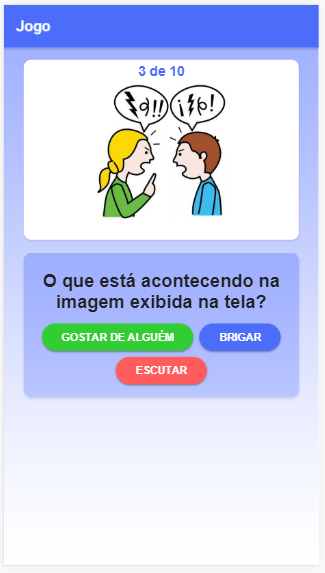 Jogo
3 de 10
O que está acontecendo na
imagem exibida na tela?
GOSTAR DE ALGUÉM
BRIGAR
ESCUTAR